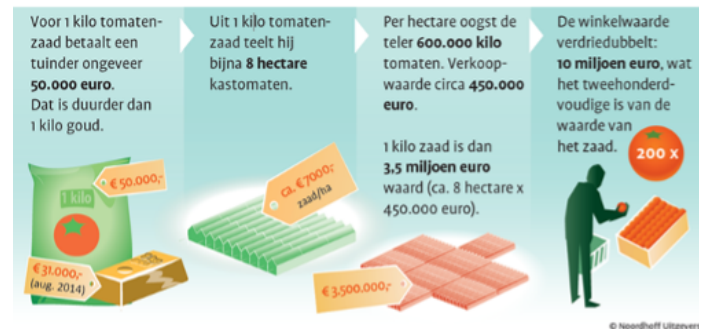 Voor 1 kilo tomaten-
zaad betaalt een
tuinder ongeveer
50.000 euro.
Dat is duurder dan
1 kilo goud.
€ 50.000,-
1 kilo
€ 31.000,-
(aug. 2014)
Uit 1 kilo tomaten-
zaad teelt hij
bijna 8 hectare
kastomaten.
ca. € 7000,-
zaad/ha
Per hectare oogst de
teler 600.000 kilo
tomaten. Verkoop-
waarde circa 450.000
euro.
1 kilo zaad is dan
3,5 miljoen euro
waard (ca. 8 hectare x
450.000 euro).
€ 3.500.000,-
De winkelwaarde
verdriedubbelt:
10 miljoen euro, wat
het tweehonderd-
voudige is van de
waarde van
het zaad.
200 x
© Noordhoff Uitgevers